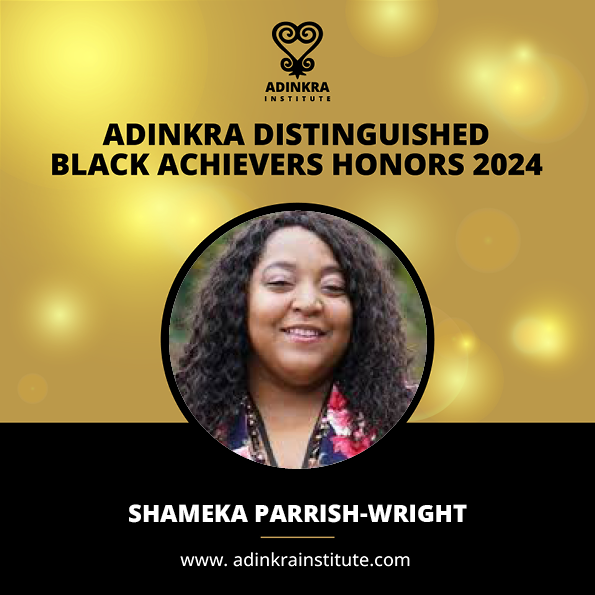 ADINKRA
INSTITUTE
ADINKRA DISTINGUISHED
BLACK ACHIEVERS HONORS 2024
SHAMEKA PARRISH-WRIGHT
www. adinkrainstitute.com